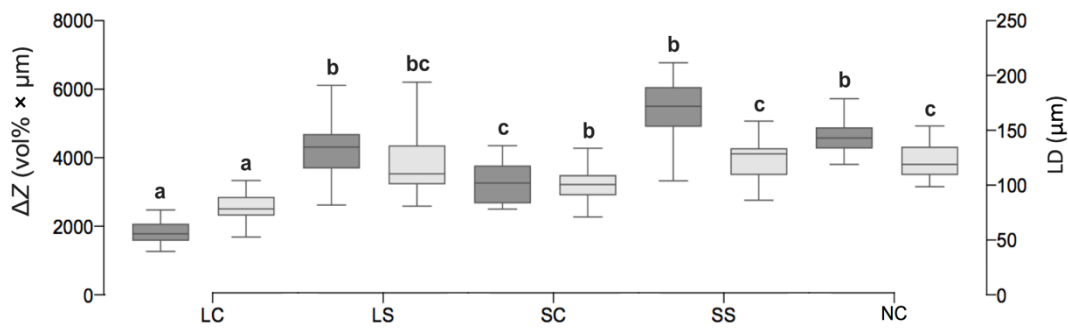 8000
6000
4000
2000
0
ΔZ (vol% × μm)
a
a
b
bc
c
b
b
c
b
c
250
200
150
100
50
0
LD (μm)
LC
LS
SC
SS
NC